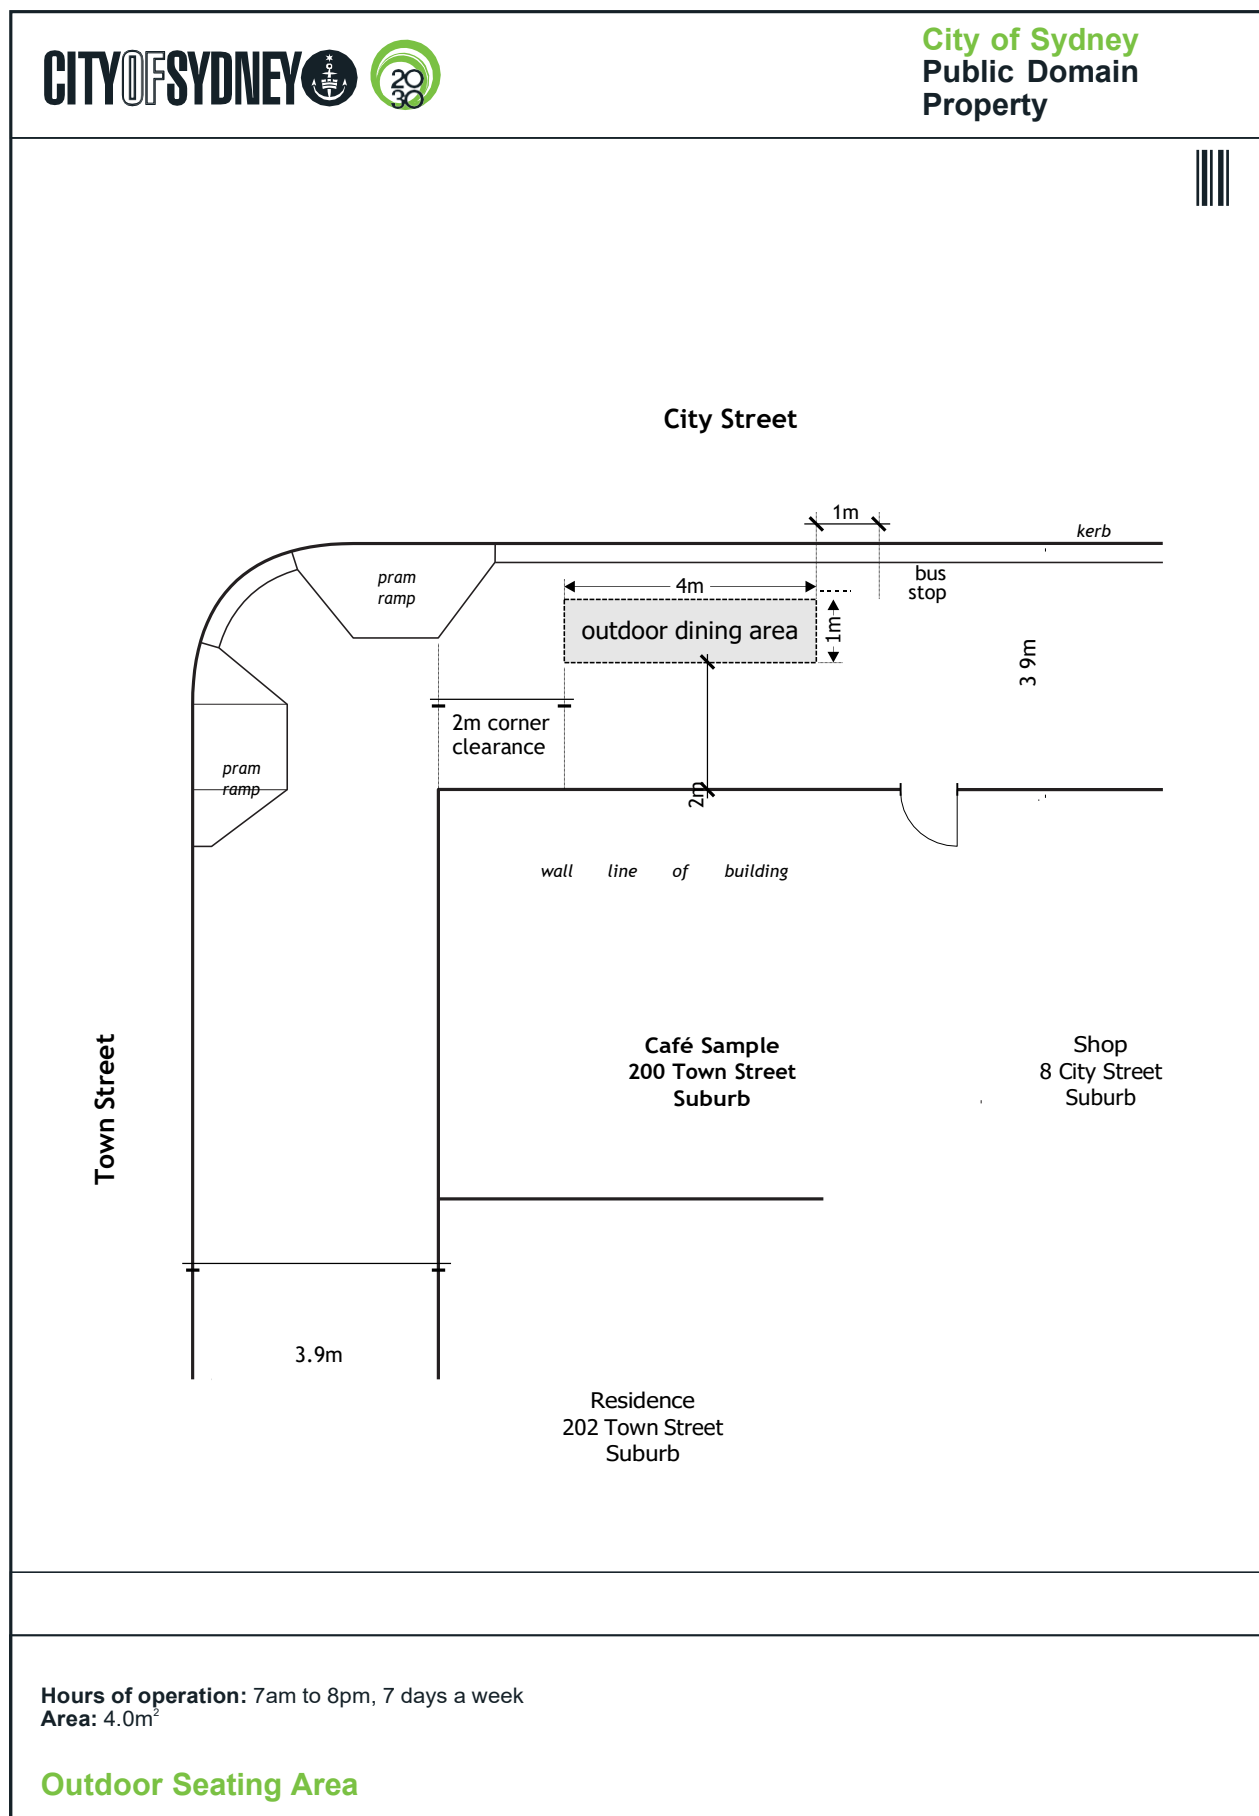 CITYOFSYDNEY
20
30
City of Sydney
Public Domain
Property
City Street
1m
kerb
pram
ramp
4m
bus
stop
outdoor dining area
1m
3 9m
2m corner
clearance
pram
ramp
2m
wall line of building
Town Street
Café Sample
200 Town Street
Suburb
Shop
8 City Street
Suburb
3.9m
Residence
202 Town Street
Suburb
Hours of operation: 7am to 8pm, 7 days a week
Area: 4.0m²
Outdoor Seating Area